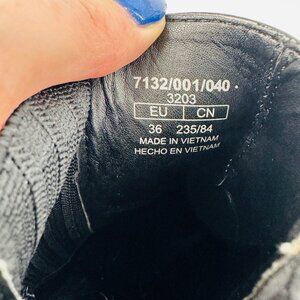 7132/001/040 •
3203
EU CN
36 235/84
MADE IN VIETNAM
HECHO EN VIETNAM